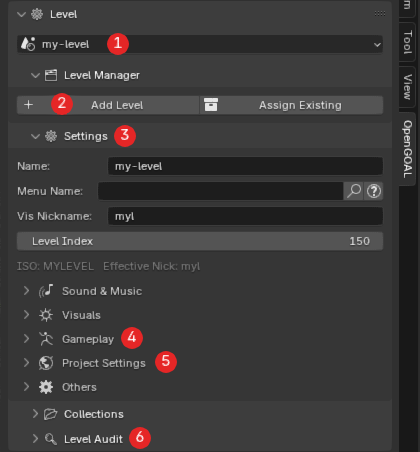 Level
my-level 1
Level Manager
+ 2 Add Level Assign Existing
Settings 3
Name: my-level
Menu Name: ?
Vis Nickname: myl
Level Index 150
ISO: MYLEVEL Effective Nick: myl
Sound & Music
Visuals
Gameplay 4
Project Settings 5
Others
Collections
Level Audit 6
m
Tool
View
OpenGOAL